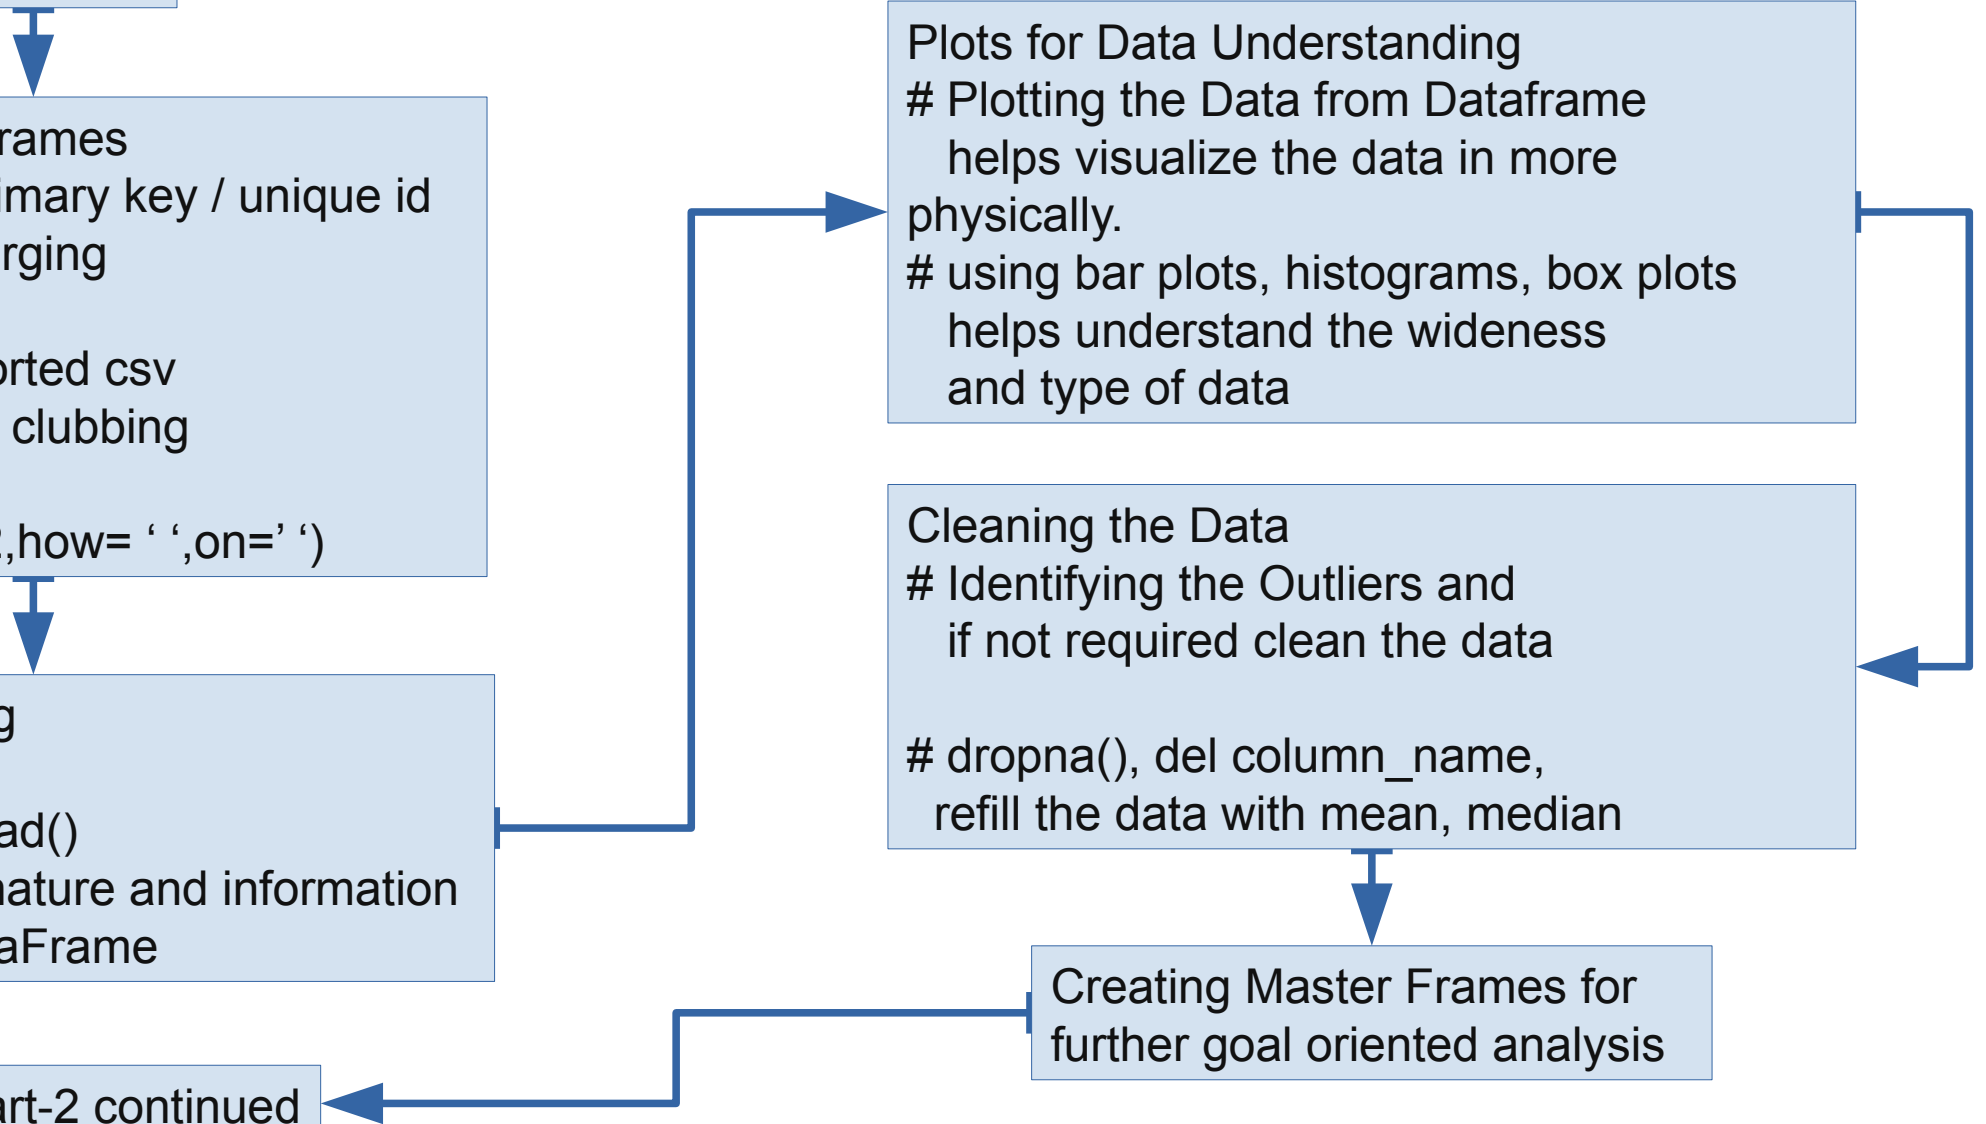 rames
imary key / unique id
rging
orted csv
clubbing
,how= ‘ ‘,on=’ ‘)
g
ad()
nature and information
aFrame
Plots for Data Understanding
# Plotting the Data from Dataframe
helps visualize the data in more
physically.
# using bar plots, histograms, box plots
helps understand the wideness
and type of data
Cleaning the Data
# Identifying the Outliers and
if not required clean the data
# dropna(), del column_name,
refill the data with mean, median
Creating Master Frames for
further goal oriented analysis
art-2 continued